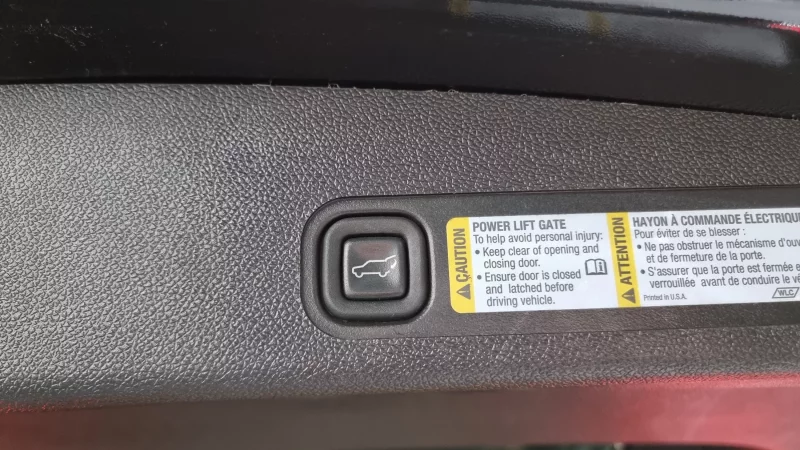 CAUTION
POWER LIFT GATE
To help avoid personal injury:
• Keep clear of opening and
closing door.
• Ensure door is closed
and latched before
driving vehicle.
ATTENTION
HAYON À COMMANDE ÉLECTRIQU
Pour éviter de se blesser :
• Ne pas obstruer le mécanisme d'ouv
et de fermeture de la porte.
• S'assurer que la porte est fermée e
verrouillée avant de conduire le vé
Printed in U.S.A.
WLC